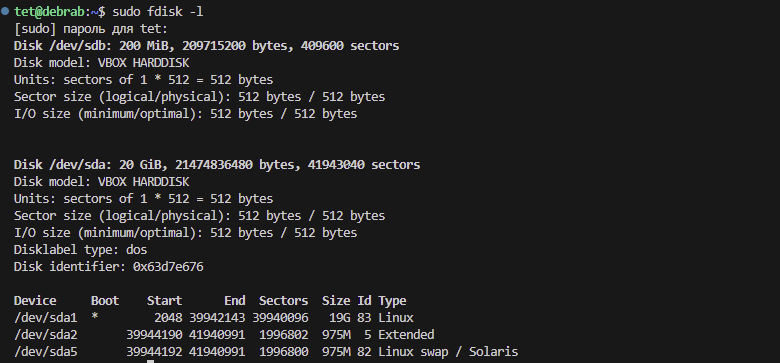 tet@debrab:~$ sudo fdisk -l
[sudo] пароль для tet:
Disk /dev/sdb: 200 MiB, 209715200 bytes, 409600 sectors
Disk model: VBOX HARDDISK
Units: sectors of 1 * 512 = 512 bytes
Sector size (logical/physical): 512 bytes / 512 bytes
I/O size (minimum/optimal): 512 bytes / 512 bytes
Disk /dev/sda: 20 GiB, 21474836480 bytes, 41943040 sectors
Disk model: VBOX HARDDISK
Units: sectors of 1 * 512 = 512 bytes
Sector size (logical/physical): 512 bytes / 512 bytes
I/O size (minimum/optimal): 512 bytes / 512 bytes
Disklabel type: dos
Disk identifier: 0x63d7e676
Device     Boot    Start      End  Sectors  Size Id Type
/dev/sda1  *        2048 39942143 39940096   19G 83 Linux
/dev/sda2       39944190 41940991  1996802  975M  5 Extended
/dev/sda5       39944192 41940991  1996800  975M 82 Linux swap / Solaris